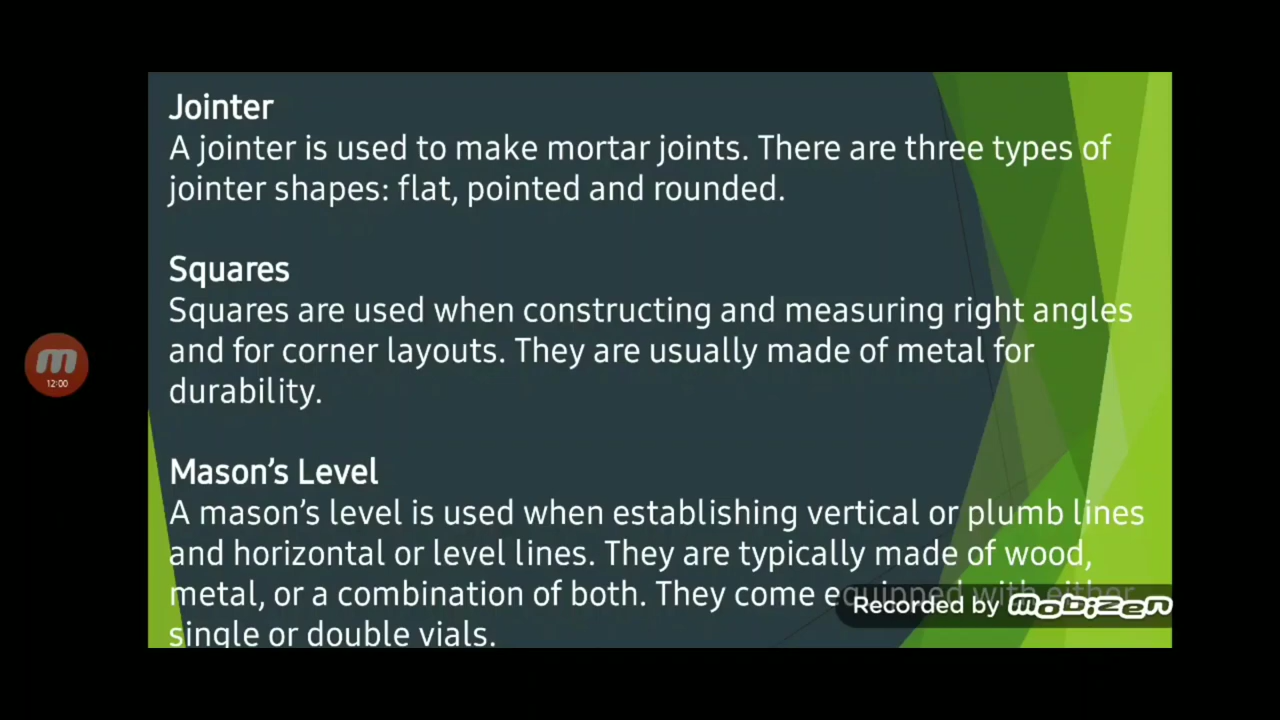 Jointer
A jointer is used to make mortar joints. There are three types of
jointer shapes: flat, pointed and rounded.
Squares
Squares are used when constructing and measuring right angles
and for corner layouts. They are usually made of metal for
durability.
Mason's Level
A mason's level is used when establishing vertical or plumb lines
and horizontal or level lines. They are typically made of wood,
metal, or a combination of both. They come equipped with either
single or double vials.
Recorded by mobizen
m
12:00